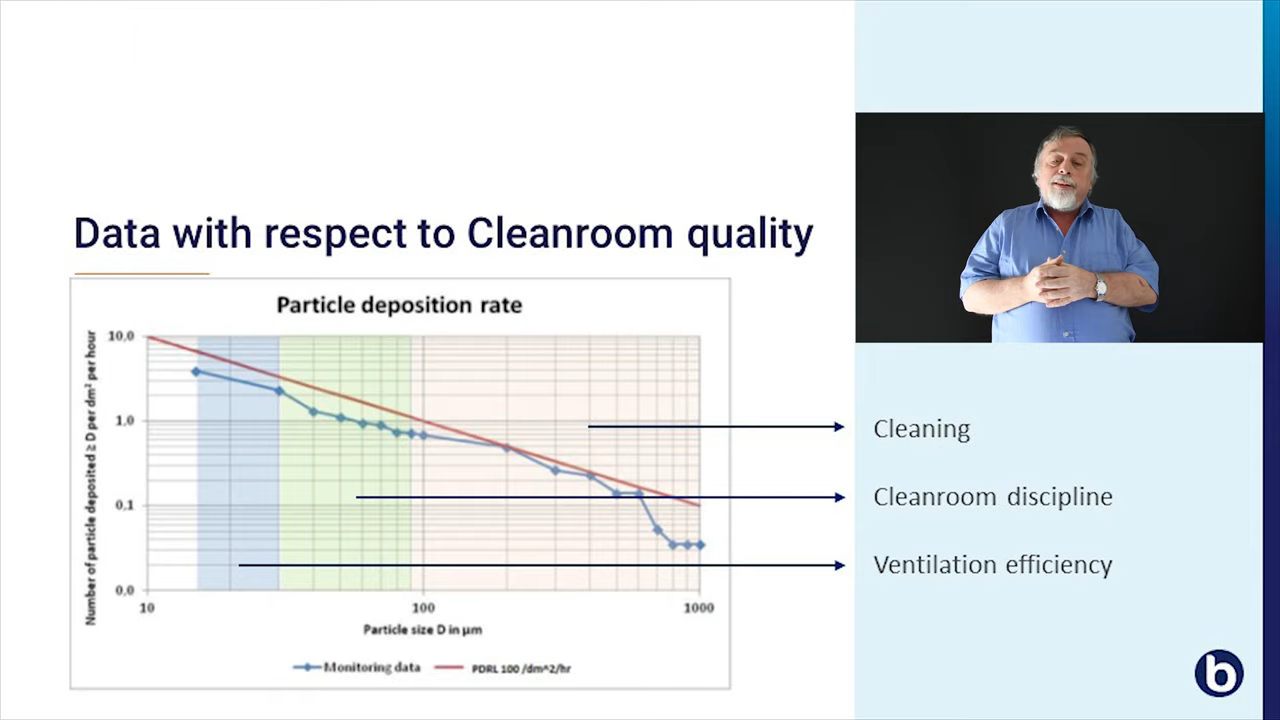 Data with respect to Cleanroom quality
Particle deposition rate
Number of particle deposited ≥ D per dm² per hour
10.0
1.0
0.1
0.0
10
100
1000
Particle size D in µm
Monitoring data
PDRL 100 /dm^2/hr
Cleaning
Cleanroom discipline
Ventilation efficiency
b